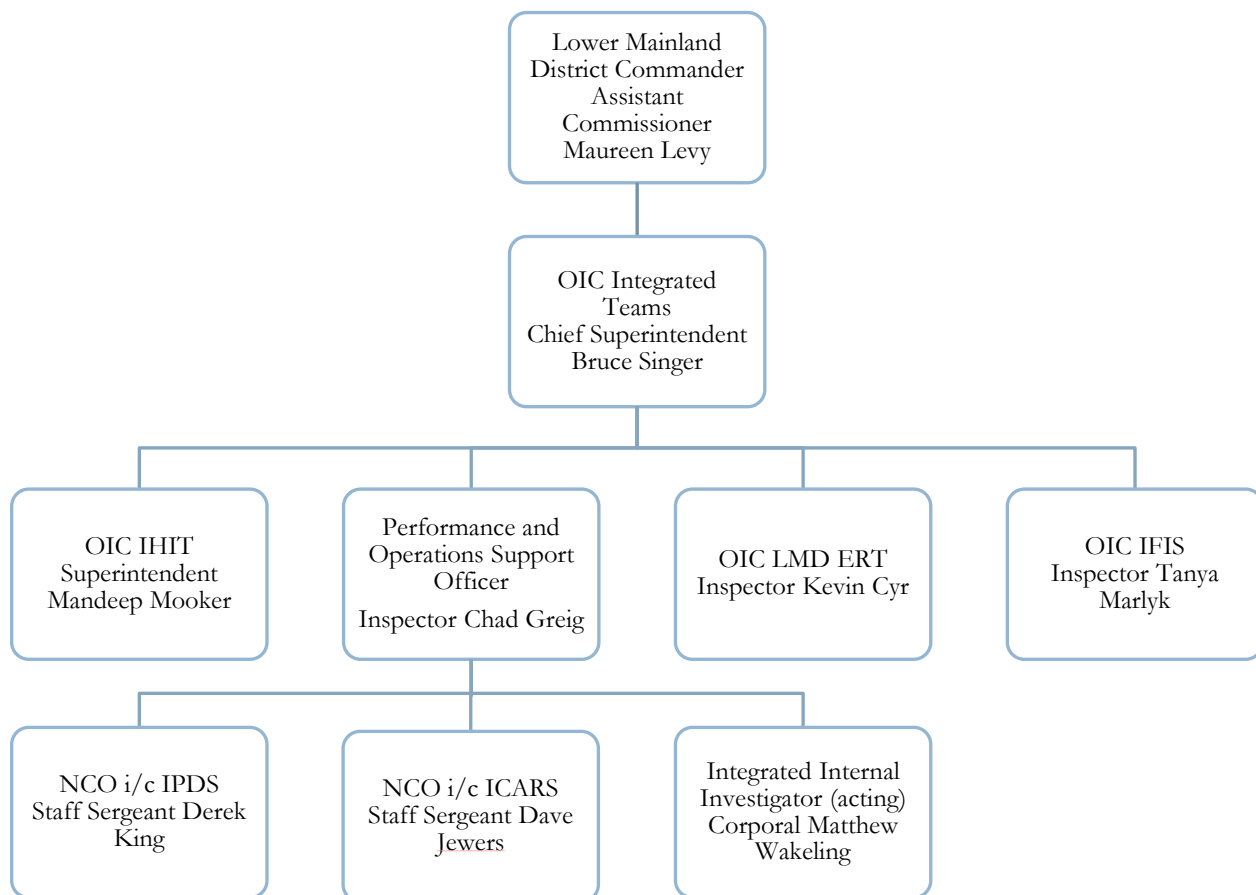 Lower Mainland
District Commander
Assistant
Commissioner
Maureen Levy
OIC Integrated
Teams
Chief Superintendent
Bruce Singer
OIC IHIT
Superintendent
Mandeep Mooker
Performance and
Operations Support
Officer
Inspector Chad Greig
OIC LMD ERT
Inspector Kevin Cyr
OIC IFIS
Inspector Tanya
Marlyk
NCO i/c IPDS
Staff Sergeant Derek
King
NCO i/c ICARS
Staff Sergeant Dave
Jewers
Integrated Internal
Investigator (acting)
Corporal Matthew
Wakeling